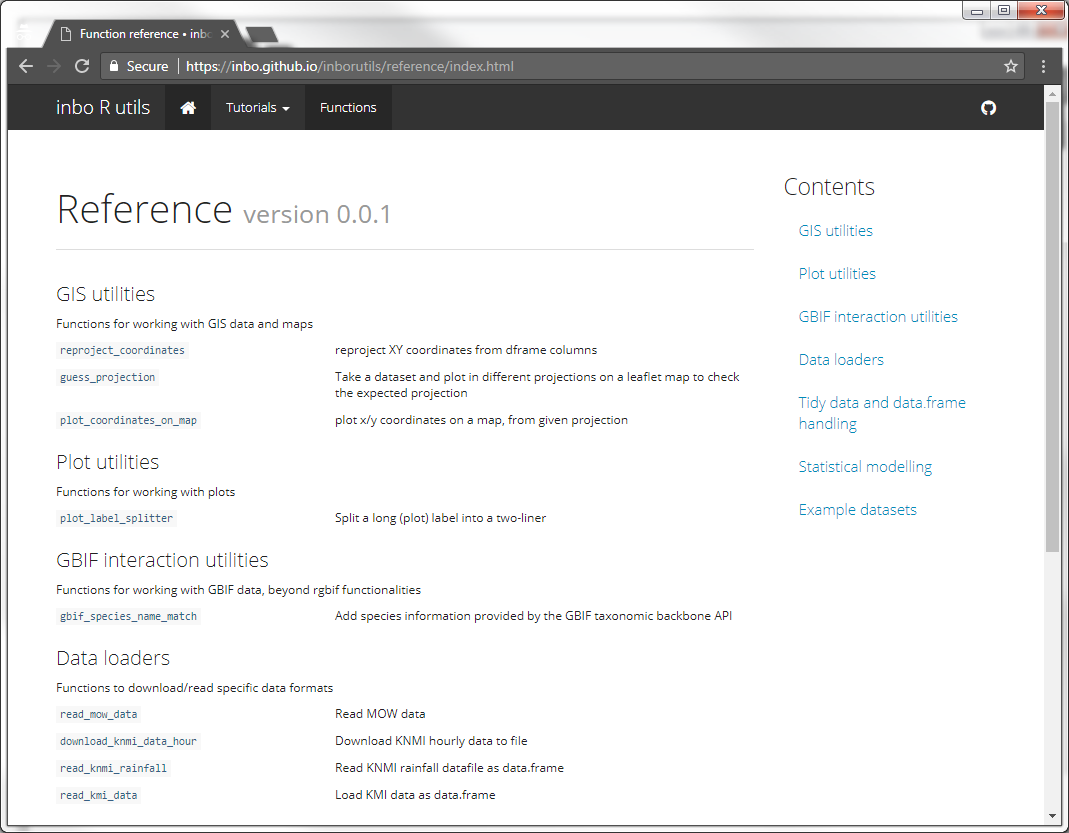 Function reference • inbo
Secure
https://inbo.github.io/inborutils/reference/index.html
inbo R utils
Tutorials
Functions
Reference version 0.0.1
GIS utilities
Functions for working with GIS data and maps
reproject_coordinates reproject XY coordinates from dframe columns
guess_projection Take a dataset and plot in different projections on a leaflet map to check
the expected projection
plot_coordinates_on_map plot x/y coordinates on a map, from given projection
Plot utilities
Functions for working with plots
plot_label_splitter Split a long (plot) label into a two-liner
GBIF interaction utilities
Functions for working with GBIF data, beyond rgbif functionalities
gbif_species_name_match Add species information provided by the GBIF taxonomic backbone API
Data loaders
Functions to download/read specific data formats
read_mow_data Read MOW data
download_knmi_data_hour Download KNMI hourly data to file
read_knmi_rainfall Read KNMI rainfall datafile as data.frame
read_kmi_data Load KMI data as data.frame
Contents
GIS utilities
Plot utilities
GBIF interaction utilities
Data loaders
Tidy data and data.frame
handling
Statistical modelling
Example datasets